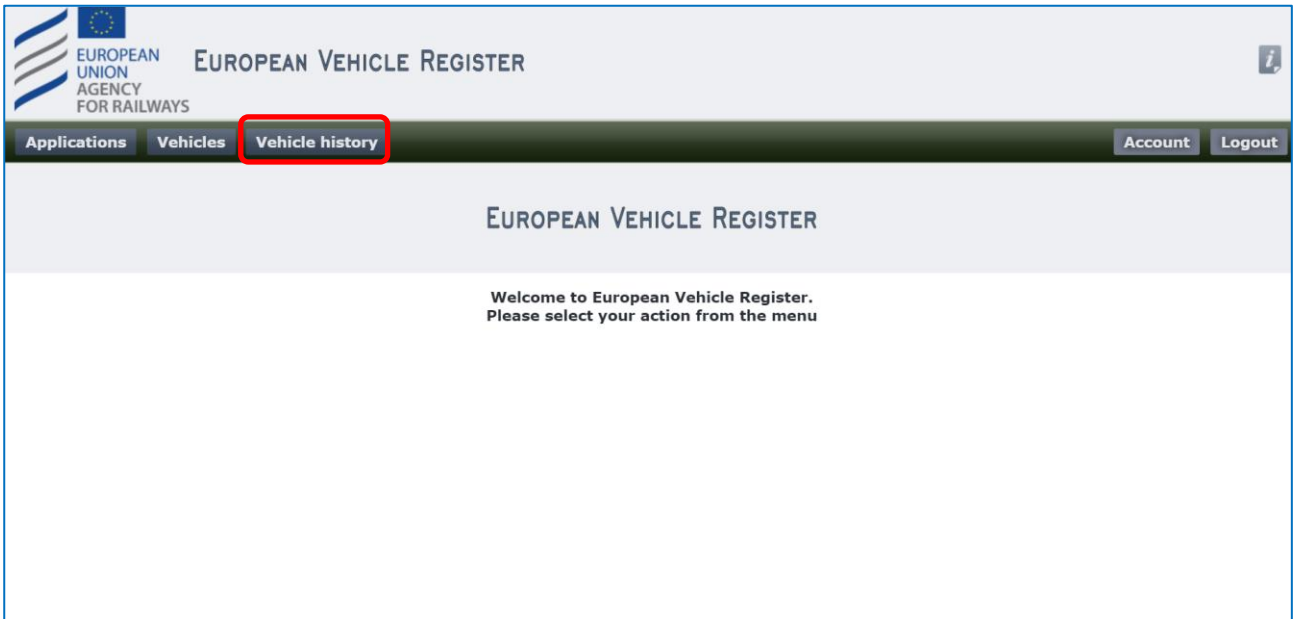 EUROPEAN
UNION
AGENCY
FOR RAILWAYS
EUROPEAN VEHICLE REGISTER
i
Applications Vehicles Vehicle history Account Logout
EUROPEAN VEHICLE REGISTER
Welcome to European Vehicle Register.
Please select your action from the menu